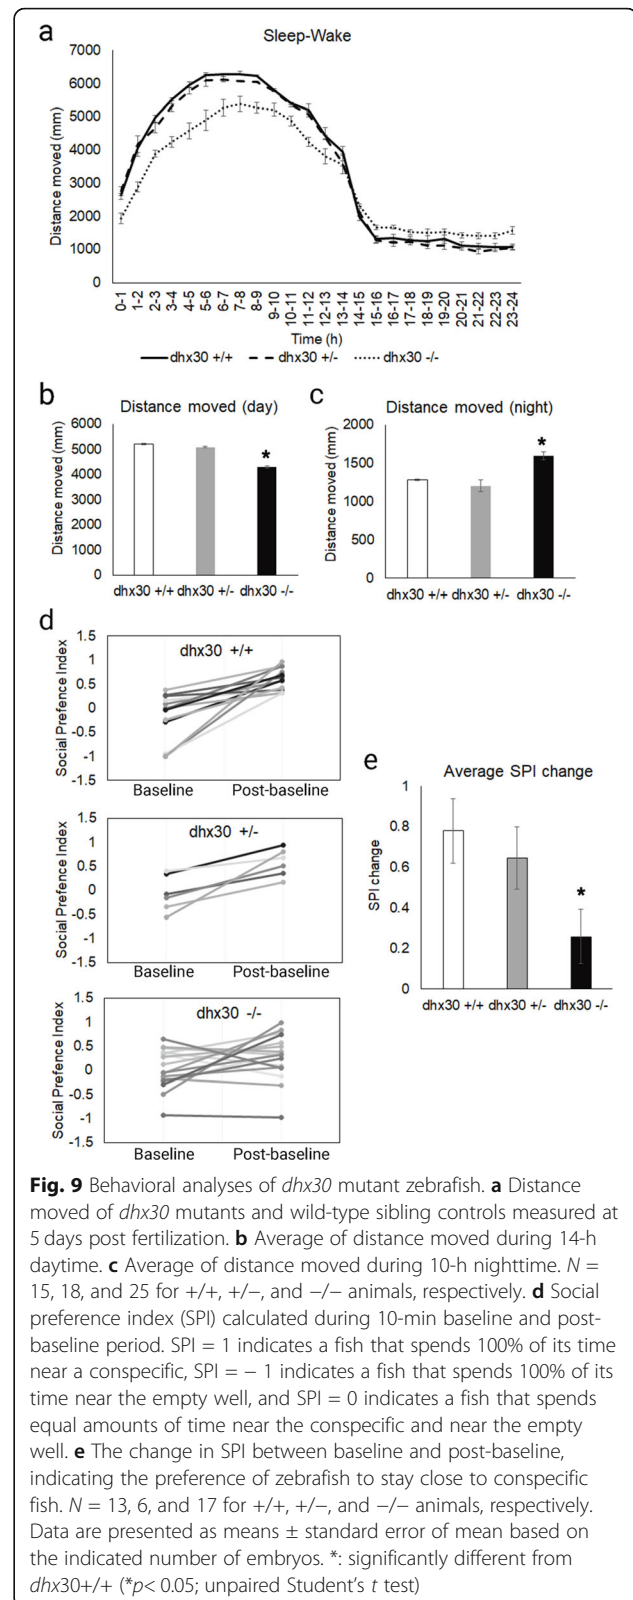 a
Sleep-Wake
7000
6000
5000
4000
3000
2000
1000
0
Distance moved (mm)
0-1
1-2
2-3
3-4
4-5
5-6
6-7
7-8
8-9
9-10
10-11
11-12
12-13
13-14
14-15
15-16
16-17
17-18
18-19
19-20
20-21
21-22
22-23
23-24
Time (h)
dhx30 +/+ dhx30 +/- dhx30 -/-
b
Distance moved (day)
6000
5000
4000
3000
2000
1000
0
Distance moved (mm)
*
dhx30 +/+ dhx30 +/- dhx30 -/-
c
Distance moved (night)
2000
1500
1000
500
0
Distance moved (mm)
*
dhx30 +/+ dhx30 +/- dhx30 -/-
d
1.5
1
0.5
0
-0.5
-1
-1.5
Social Prefence Index
dhx30 +/+
Baseline Post-baseline
1.5
1
0.5
0
-0.5
-1
-1.5
Social Prefence Index
dhx30 +/-
Baseline Post-baseline
1.5
1
0.5
0
-0.5
-1
-1.5
Social Prefence Index
dhx30 -/-
Baseline Post-baseline
e
Average SPI change
1
0.8
0.6
0.4
0.2
0
SPI change
*
dhx30 +/+ dhx30 +/- dhx30 -/-
Fig. 9 Behavioral analyses of dhx30 mutant zebrafish. a Distance
moved of dhx30 mutants and wild-type sibling controls measured at
5 days post fertilization. b Average of distance moved during 14-h
daytime. c Average of distance moved during 10-h nighttime. N =
15, 18, and 25 for +/+, +/−, and −/− animals, respectively. d Social
preference index (SPI) calculated during 10-min baseline and post-
baseline period. SPI = 1 indicates a fish that spends 100% of its time
near a conspecific, SPI = − 1 indicates a fish that spends 100% of its
time near the empty well, and SPI = 0 indicates a fish that spends
equal amounts of time near the conspecific and near the empty
well. e The change in SPI between baseline and post-baseline,
indicating the preference of zebrafish to stay close to conspecific
fish. N = 13, 6, and 17 for +/+, +/−, and −/− animals, respectively.
Data are presented as means ± standard error of mean based on
the indicated number of embryos. *: significantly different from
dhx30+/+ (*p< 0.05; unpaired Student's t test)